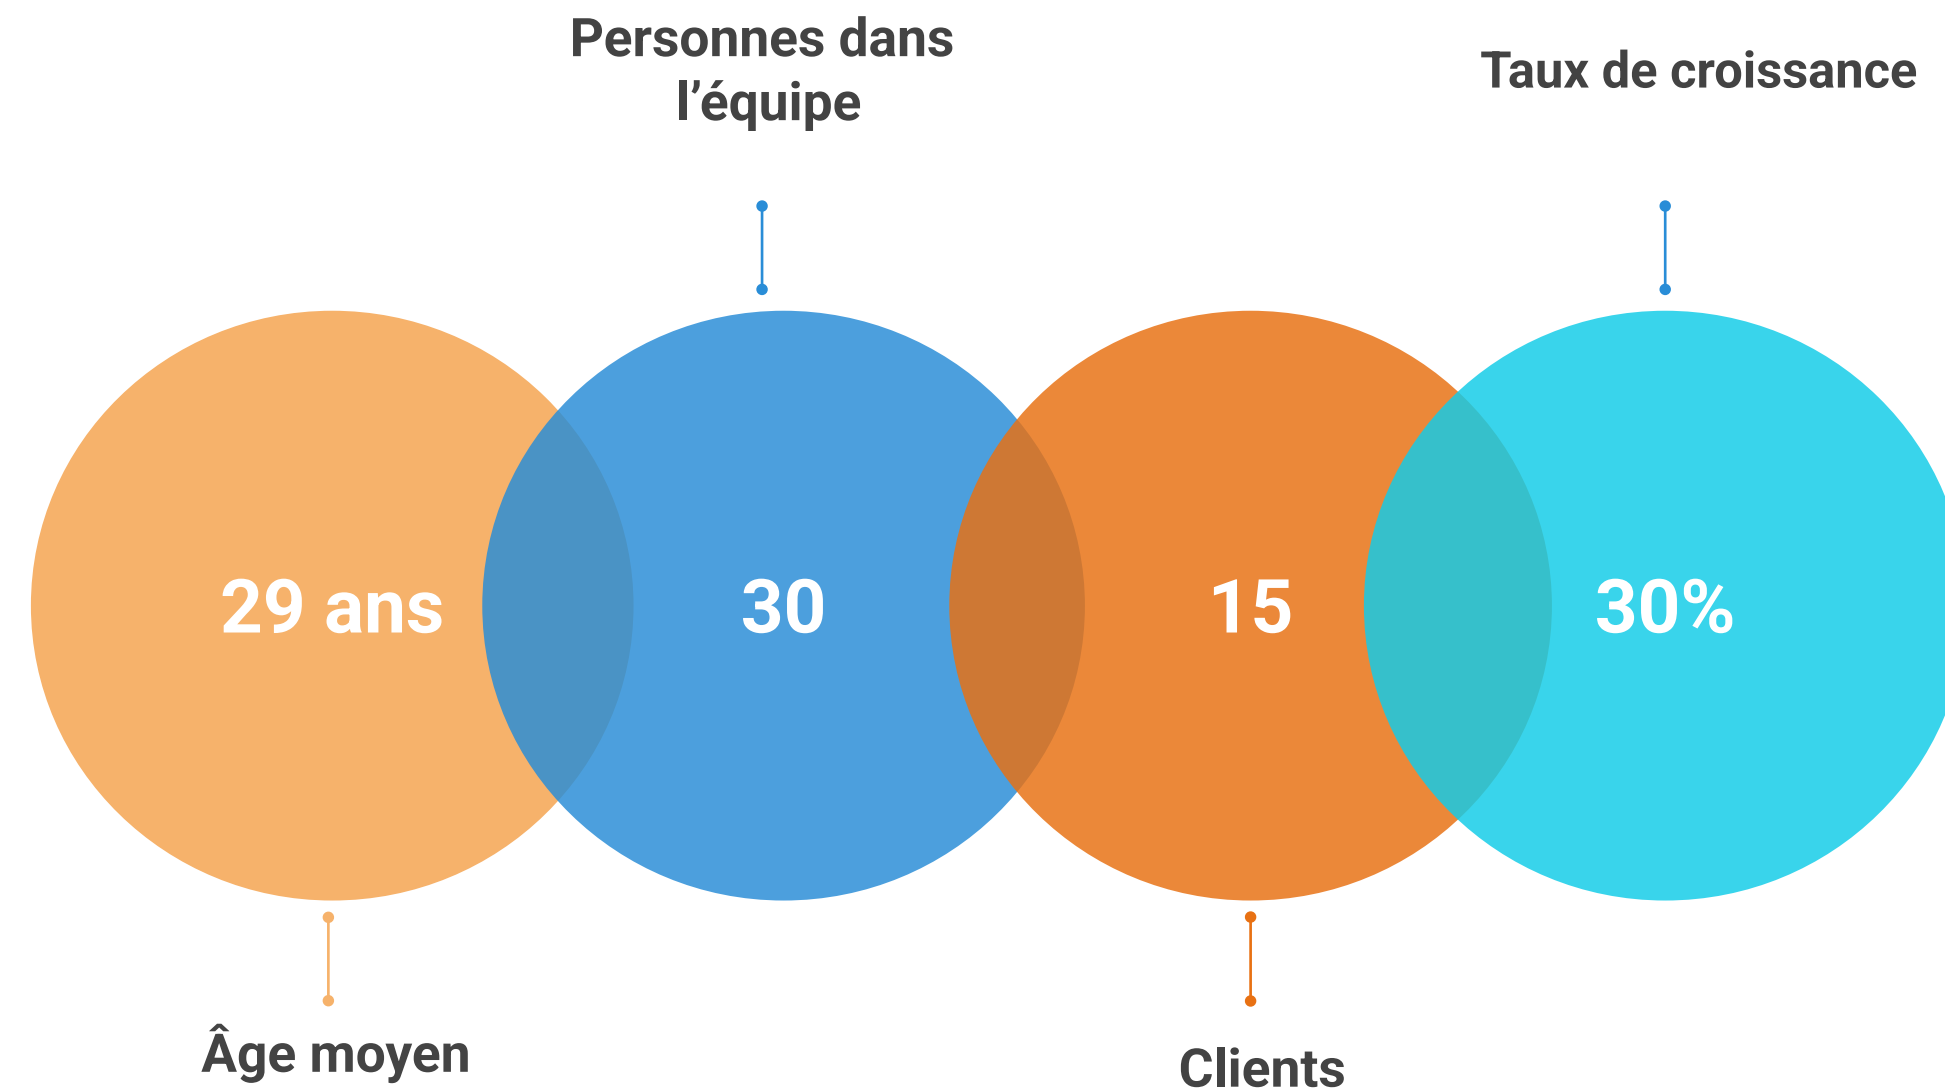 Personnes dans
l’équipe
Taux de croissance
29 ans
30
15
30%
Âge moyen
Clients